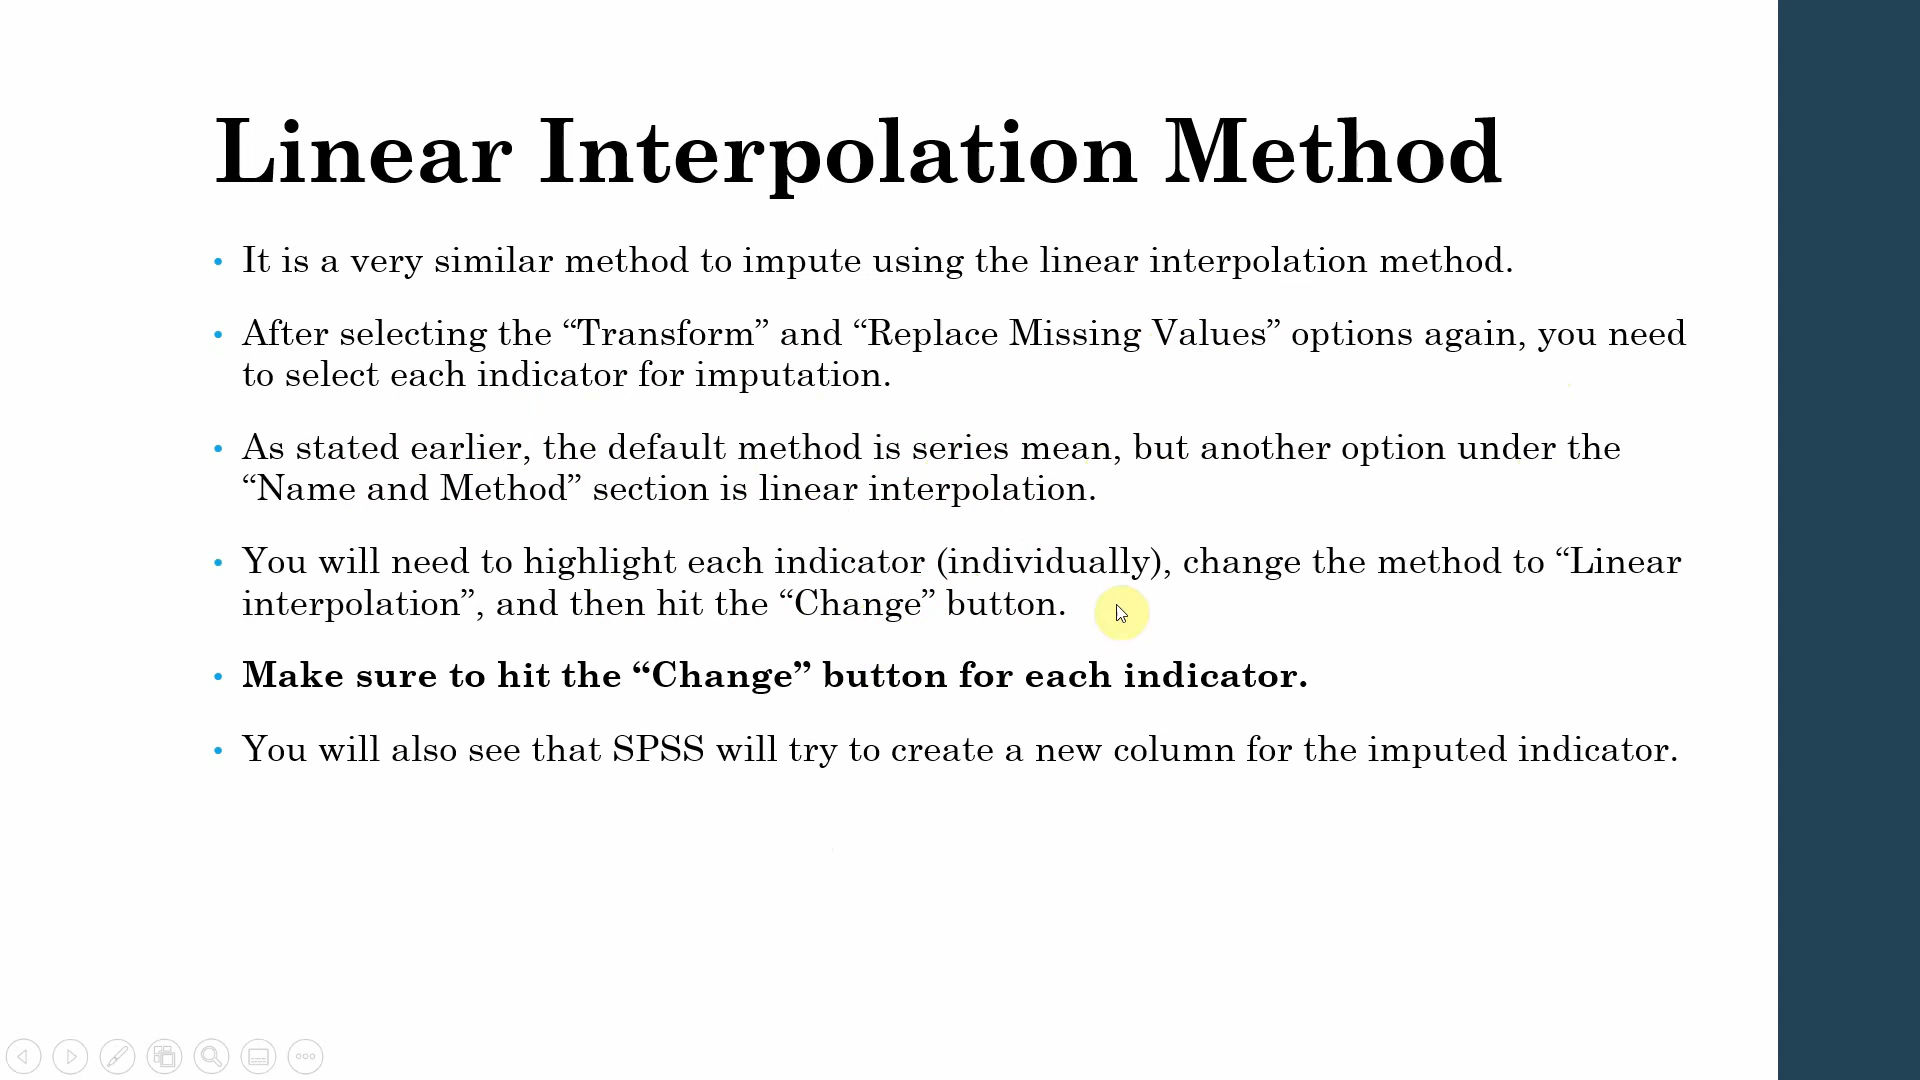 Linear Interpolation Method
• It is a very similar method to impute using the linear interpolation method.
• After selecting the “Transform” and “Replace Missing Values” options again, you need
to select each indicator for imputation.
• As stated earlier, the default method is series mean, but another option under the
“Name and Method” section is linear interpolation.
• You will need to highlight each indicator (individually), change the method to “Linear
interpolation”, and then hit the “Change” button.
• Make sure to hit the “Change” button for each indicator.
• You will also see that SPSS will try to create a new column for the imputed indicator.